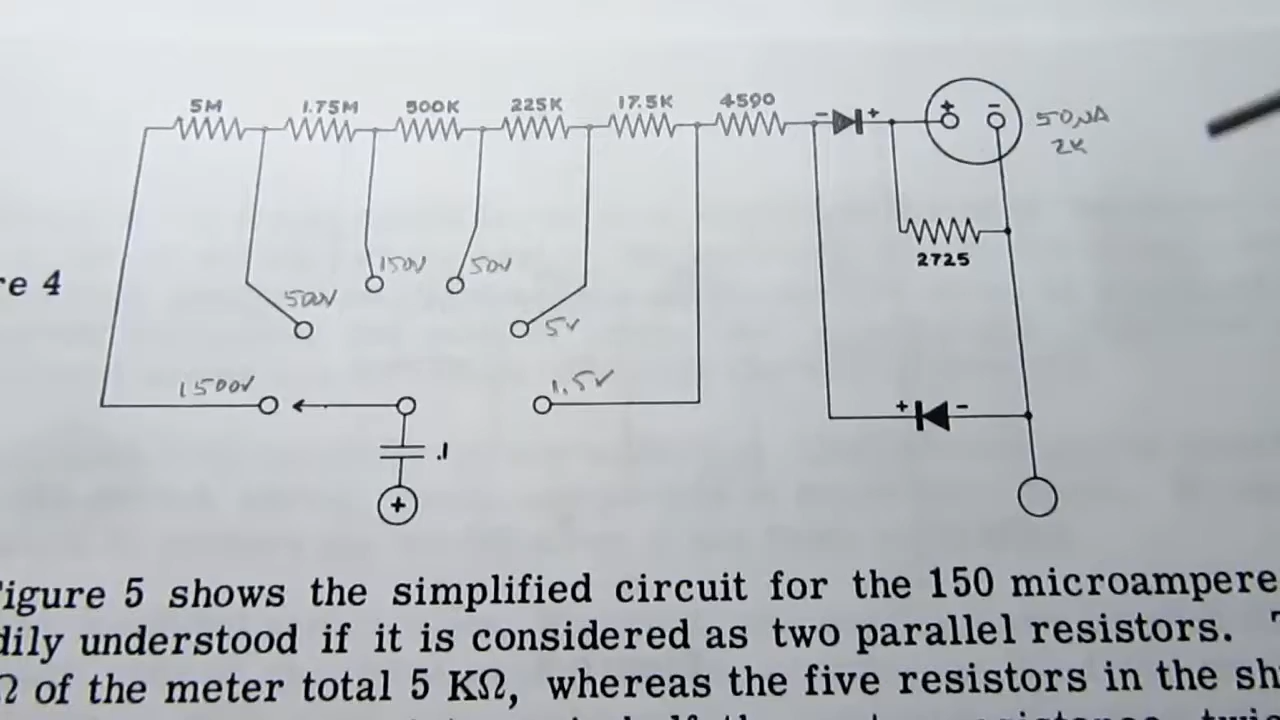 5M 1.75M 500K 225K 17.5K 4590
- +
+ - 50μA
2K
2725
re 4
150V 50V
500V 5V
1500V 1.5V
+ -
.1
+
igure 5 shows the simplified circuit for the 150 microampere
dily understood if it is considered as two parallel resistors.
Ω of the meter total 5 KΩ, whereas the five resistors in the sh